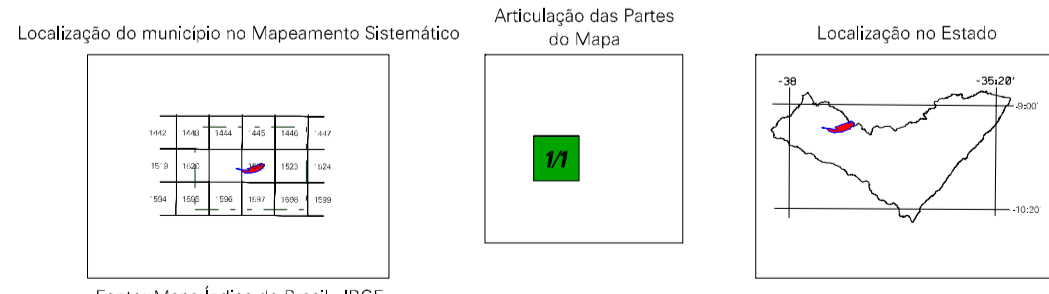 Localização do município no Mapeamento Sistemático
Articulação das Partes
do Mapa
Localização no Estado
1442 1443 1444 1445 1446 1447
1519 1520 1523 1524
1594 1595 1596 1597 1598 1599
1/1
-38 -35:20'
-9:00'
-10:20'